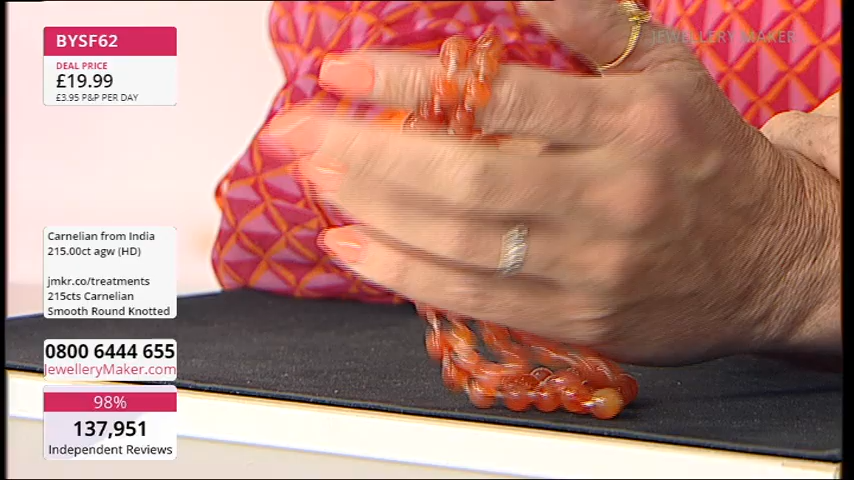 BYSF62
DEAL PRICE
£19.99
£3.95 P&P PER DAY
JEWELLERY MAKER
Carnelian from India
215.00ct agw (HD)
jmkr.co/treatments
215cts Carnelian
Smooth Round Knotted
0800 6444 655
JewelleryMaker.com
98%
137,951
Independent Reviews